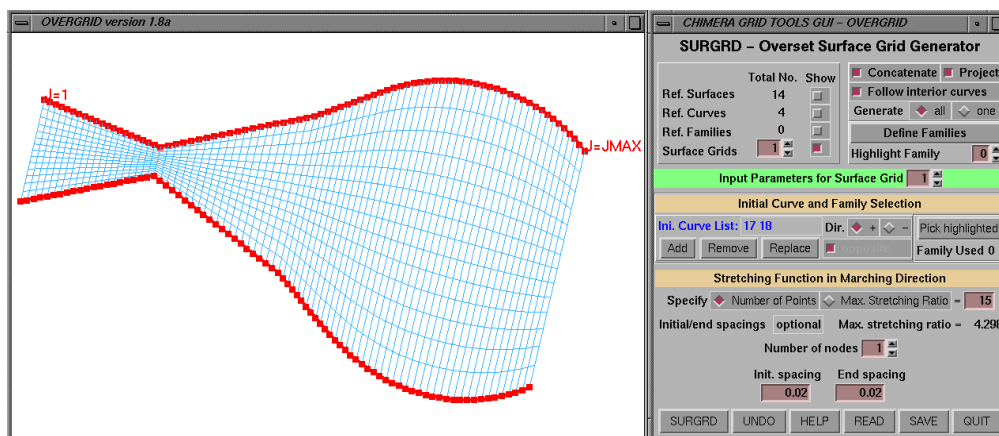 OVERGRID version 1.8a
J=1
J=JMAX
CHIMERA GRID TOOLS GUI – OVERGRID
SURGRD – Overset Surface Grid Generator
Total No. Show
Ref. Surfaces 14
Ref. Curves 4
Ref. Families 0
Surface Grids 1
Concatenate Project
Follow interior curves
Generate all one
Define Families
Highlight Family 0
Input Parameters for Surface Grid 1
Initial Curve and Family Selection
Ini. Curve List: 17 18 Dir. + – Pick highlighted
Add Remove Replace Opposite Family Used 0
Stretching Function in Marching Direction
Specify Number of Points Max. Stretching Ratio = 15
Initial/end spacings optional Max. stretching ratio = 4.298
Number of nodes 1
Init. spacing End spacing
0.02 0.02
SURGRD UNDO HELP READ SAVE QUIT